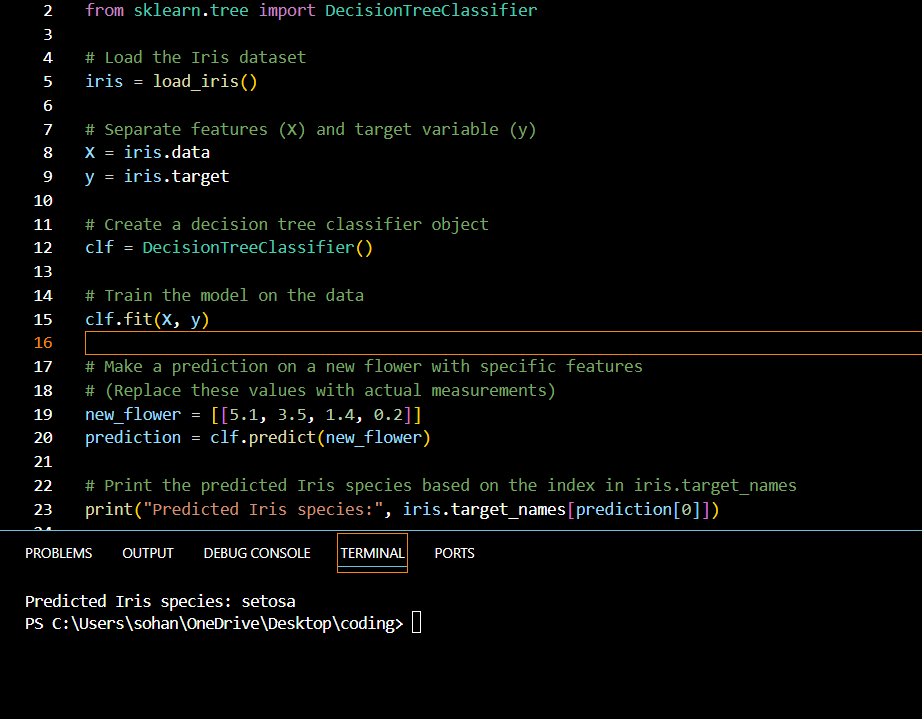 2 from sklearn.tree import DecisionTreeClassifier
3
4 # Load the Iris dataset
5 iris = load_iris()
6
7 # Separate features (X) and target variable (y)
8 X = iris.data
9 y = iris.target
10
11 # Create a decision tree classifier object
12 clf = DecisionTreeClassifier()
13
14 # Train the model on the data
15 clf.fit(X, y)
16
17 # Make a prediction on a new flower with specific features
18 # (Replace these values with actual measurements)
19 new_flower = [[5.1, 3.5, 1.4, 0.2]]
20 prediction = clf.predict(new_flower)
21
22 # Print the predicted Iris species based on the index in iris.target_names
23 print("Predicted Iris species:", iris.target_names[prediction[0]])
24
PROBLEMS OUTPUT DEBUG CONSOLE TERMINAL PORTS
Predicted Iris species: setosa
PS C:\Users\sohan\OneDrive\Desktop\coding>